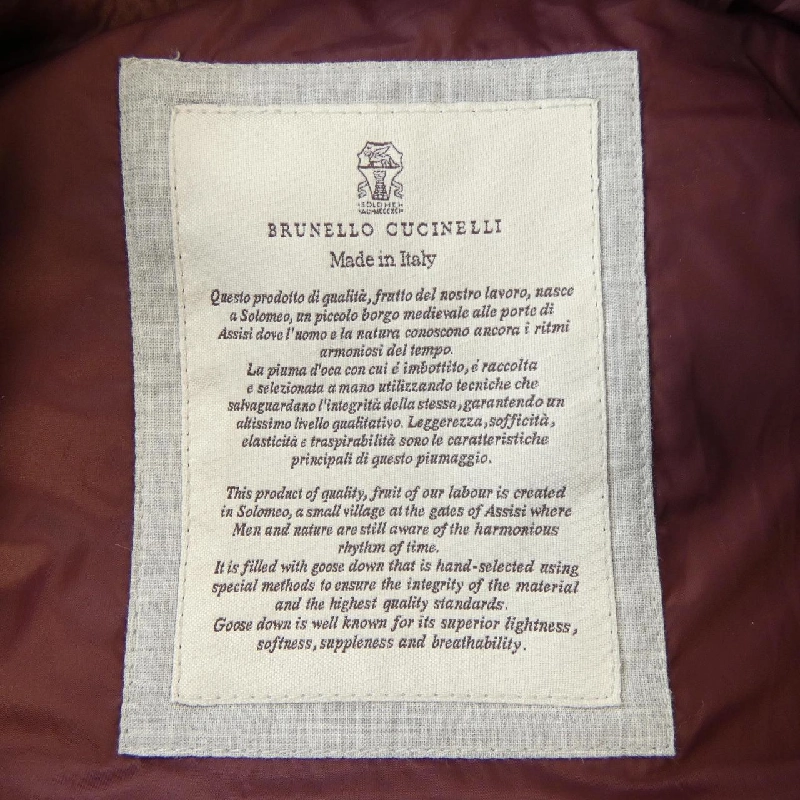 SOLOMEO
BRUNELLO CUCINELLI
Made in Italy
Questo prodotto di qualità, frutto del nostro lavoro, nasce
a Solomeo, un piccolo borgo medievale alle porte di
Assisi dove l'uomo e la natura conoscono ancora i ritmi
armoniosi del tempo.
La piuma d'oca con cui é imbottito, é raccolta
e selezionata a mano utilizzando tecniche che
salvaguardano l'integrità della stessa, garantendo un
altissimo livello qualitativo. Leggerezza, sofficità,
elasticità e traspirabilità sono le caratteristiche
principali di questo piumaggio.
This product of quality, fruit of our labour is created
in Solomeo, a small village at the gates of Assisi where
Men and nature are still aware of the harmonious
rhythm of time.
It is filled with goose down that is hand-selected using
special methods to ensure the integrity of the material
and the highest quality standards.
Goose down is well known for its superior lightness,
softness, suppleness and breathability.